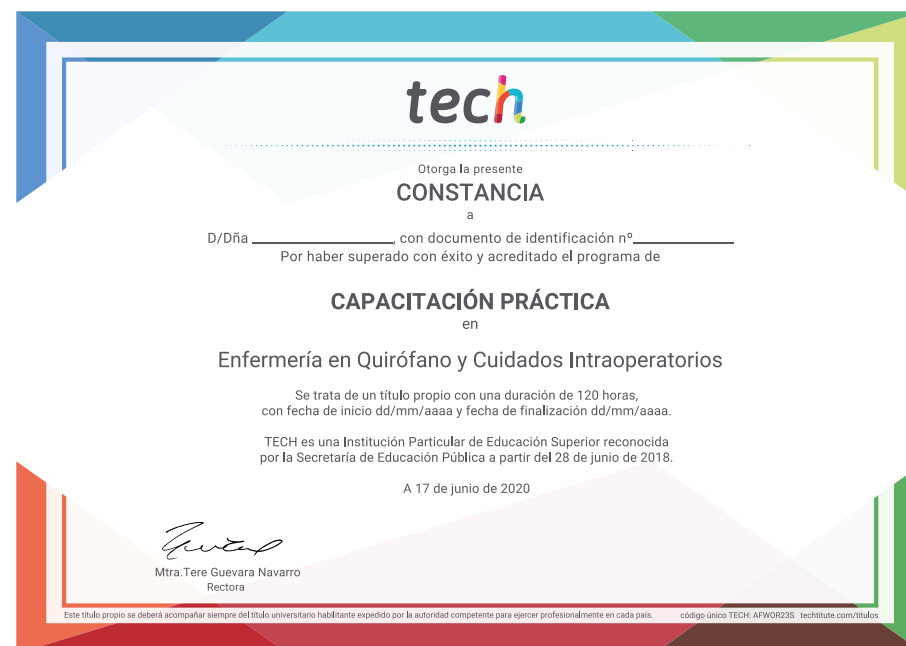 tech
Otorga la presente
CONSTANCIA
a
D/Dña ____________________, con documento de identificación nº______________
Por haber superado con éxito y acreditado el programa de
CAPACITACIÓN PRÁCTICA
en
Enfermería en Quirófano y Cuidados Intraoperatorios
Se trata de un título propio con una duración de 120 horas,
con fecha de inicio dd/mm/aaaa y fecha de finalización dd/mm/aaaa.
TECH es una Institución Particular de Educación Superior reconocida
por la Secretaría de Educación Pública a partir del 28 de junio de 2018.
A 17 de junio de 2020
Mtra.Tere Guevara Navarro
Rectora
Este título propio se deberá acompañar siempre del título universitario habilitante expedido por la autoridad competente para ejercer profesionalmente en cada país. código único TECH: AFWOR23S techtitute.com/titulos